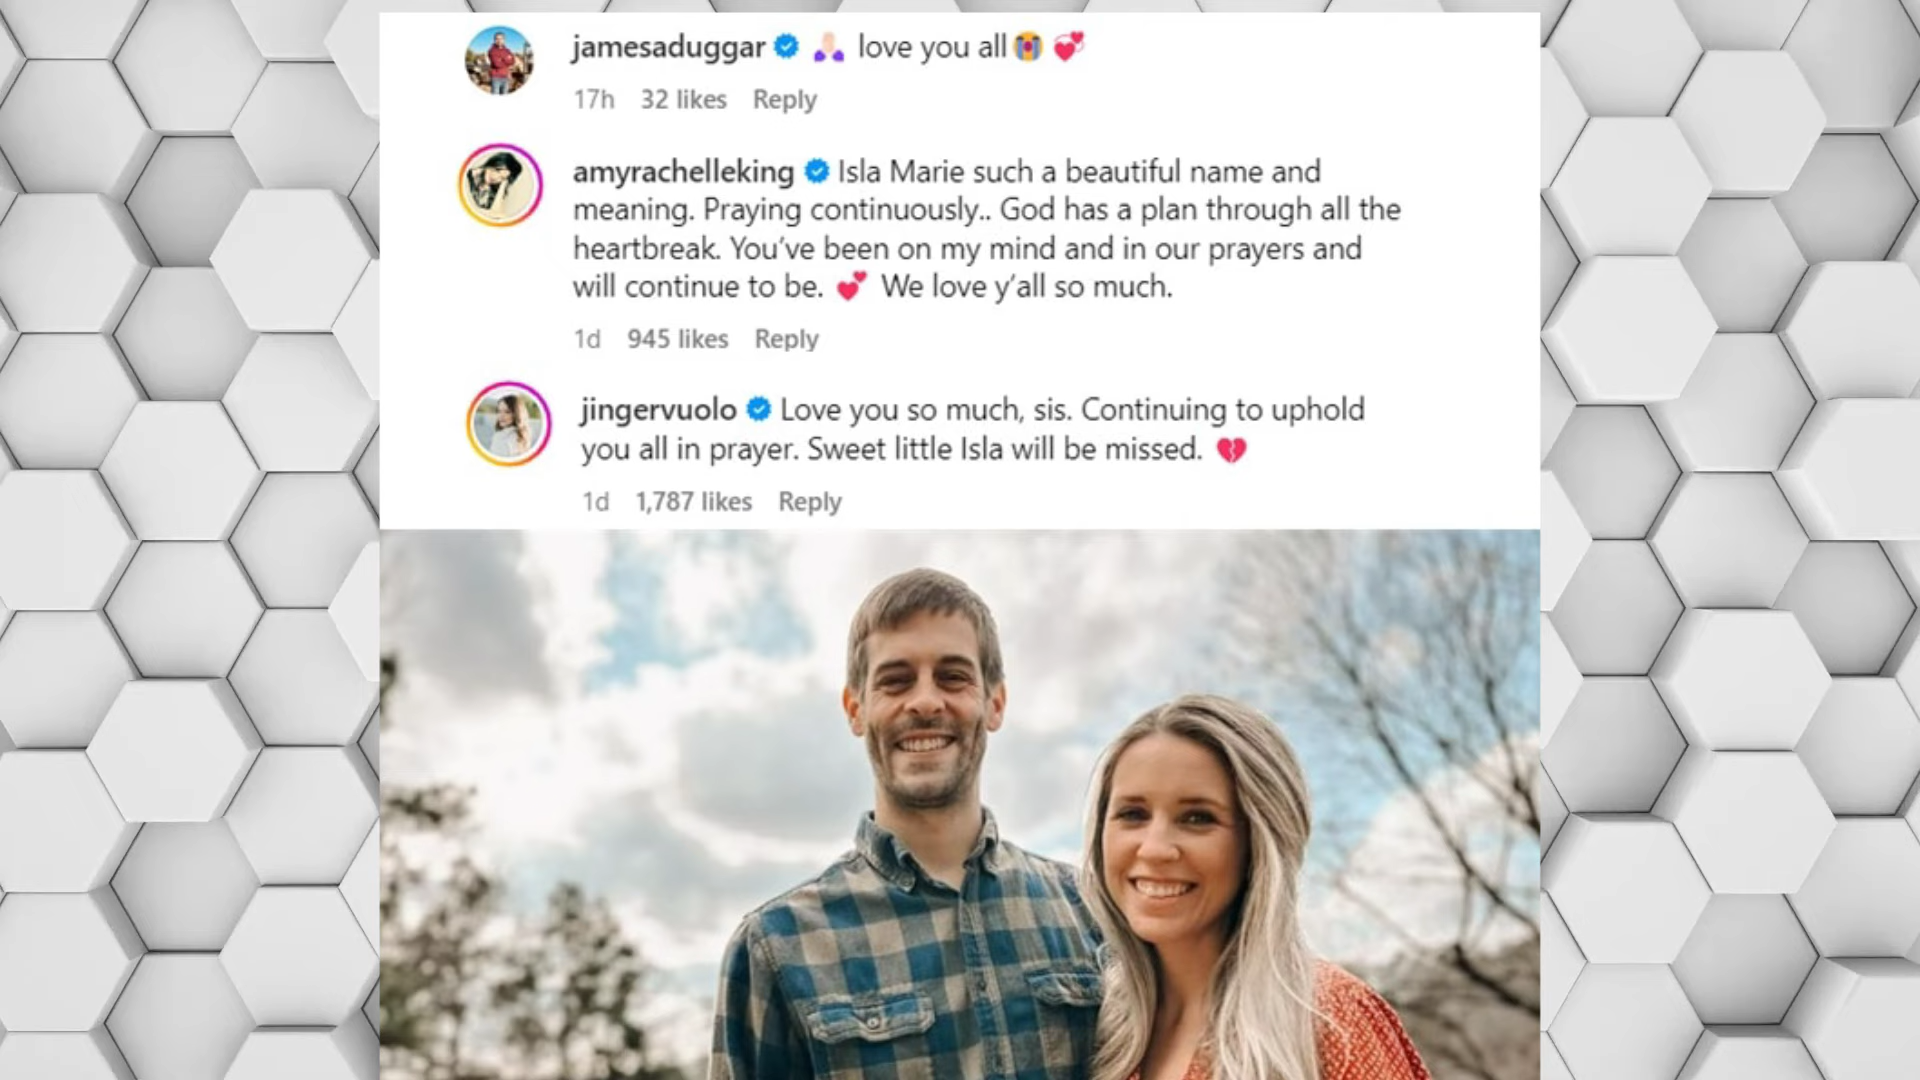 jamesaduggar 🙏🏻 love you all 😭 💞
17h 32 likes Reply
amyrachelleking Isla Marie such a beautiful name and
meaning. Praying continuously.. God has a plan through all the
heartbreak. You’ve been on my mind and in our prayers and
will continue to be. 💕 We love y’all so much.
1d 945 likes Reply
jingervuolo Love you so much, sis. Continuing to uphold
you all in prayer. Sweet little Isla will be missed. 💔
1d 1,787 likes Reply